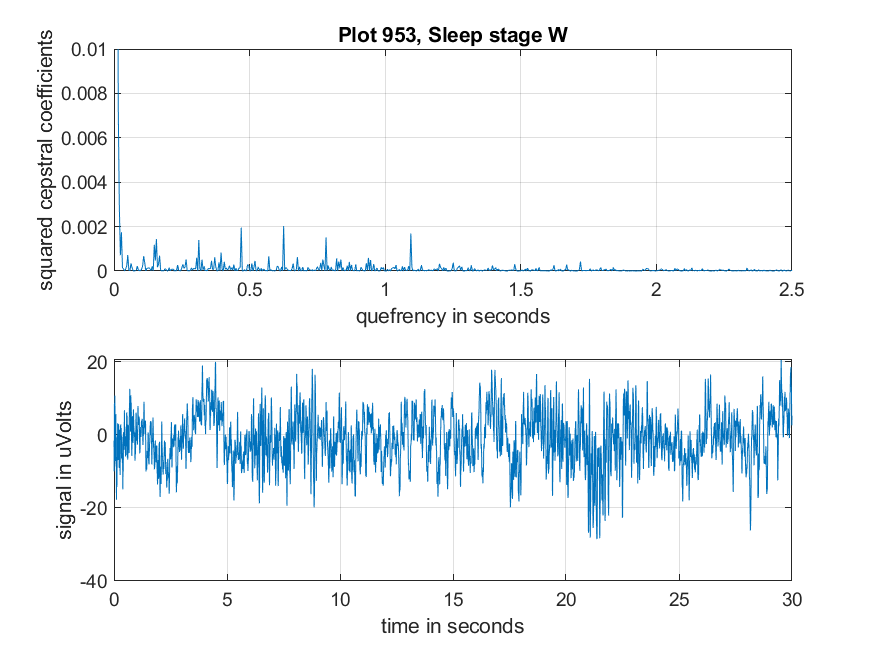 Plot 953, Sleep stage W
squared cepstral coefficients
0.01
0.008
0.006
0.004
0.002
0
0 0.5 1 1.5 2 2.5
quefrency in seconds
signal in uVolts
20
0
-20
-40
0 5 10 15 20 25 30
time in seconds